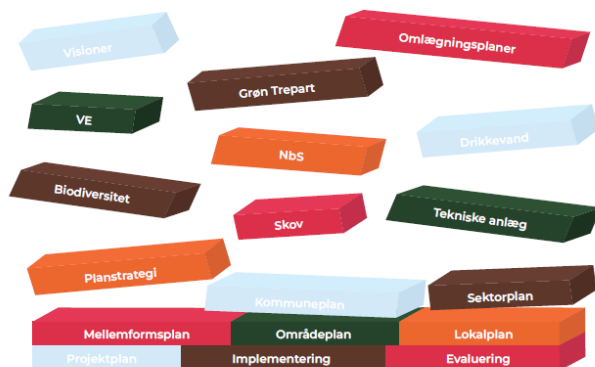 Visioner
Omlægningsplaner
Grøn Trepart
VE
Drikkevand
NbS
Biodiversitet
Skov
Tekniske anlæg
Planstrategi
Kommuneplan
Sektorplan
Mellemformsplan
Områdeplan
Lokalplan
Projektplan
Implementering
Evaluering